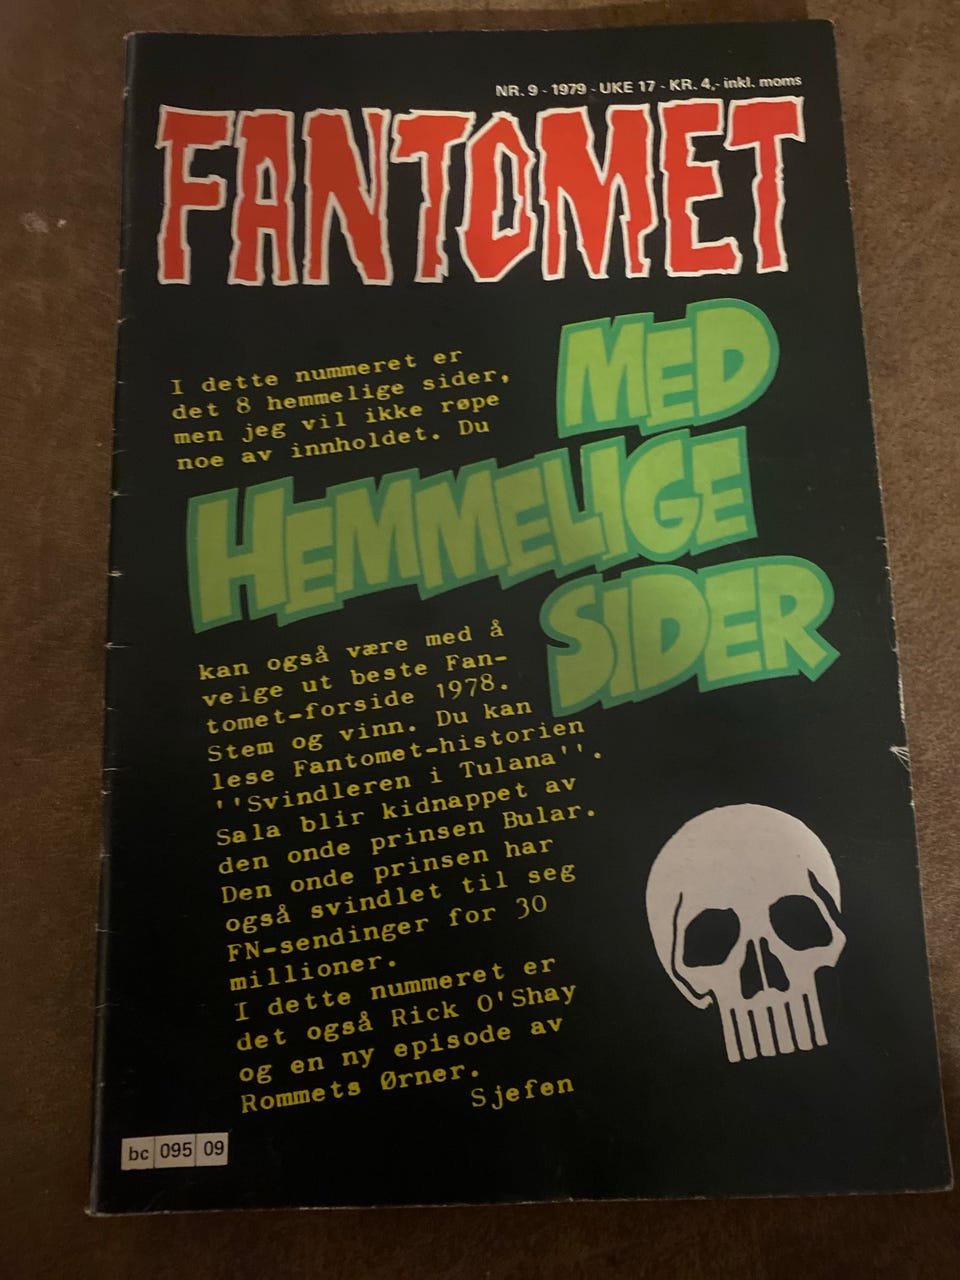 NR. 9 - 1979 - UKE 17 - KR. 4,- inkl. moms
FANTOMET
MED
HEMMELIGE
SIDER
I dette nummeret er
det 8 hemmelige sider,
men jeg vil ikke røpe
noe av innholdet. Du
kan også være med å
velge ut beste Fan-
tomet-forside 1978.
Stem og vinn. Du kan
lese Fantomet-historien
''Svindleren i Tulana''.
Sala blir kidnappet av
den onde prinsen Bular.
Den onde prinsen har
også svindlet til seg
FN-sendinger for 30
millioner.
I dette nummeret er
det også Rick O'Shay
og en ny episode av
Rommets Ørner.
Sjefen
bc 095 09